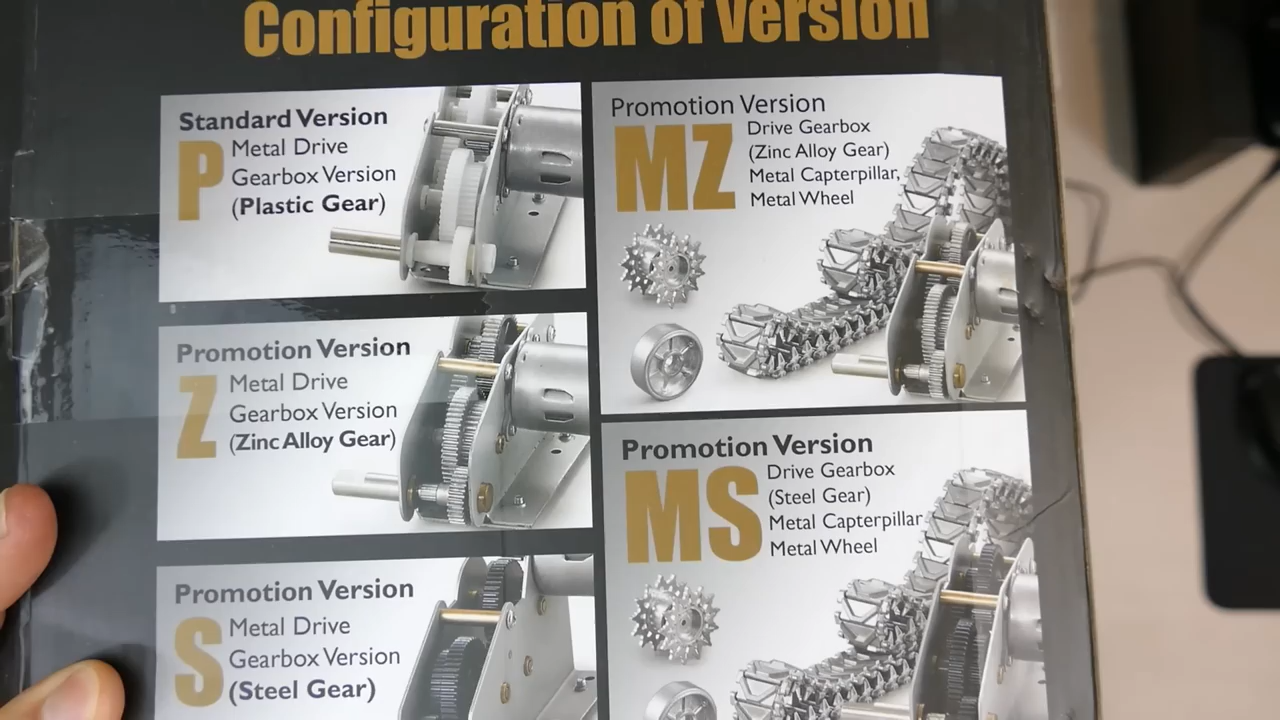 Configuration of Version
Standard Version
P
Metal Drive
Gearbox Version
(Plastic Gear)
Promotion Version
Z
Metal Drive
Gearbox Version
(Zinc Alloy Gear)
Promotion Version
S
Metal Drive
Gearbox Version
(Steel Gear)
Promotion Version
MZ
Drive Gearbox
(Zinc Alloy Gear)
Metal Capterpillar,
Metal Wheel
Promotion Version
MS
Drive Gearbox
(Steel Gear)
Metal Capterpillar
Metal Wheel